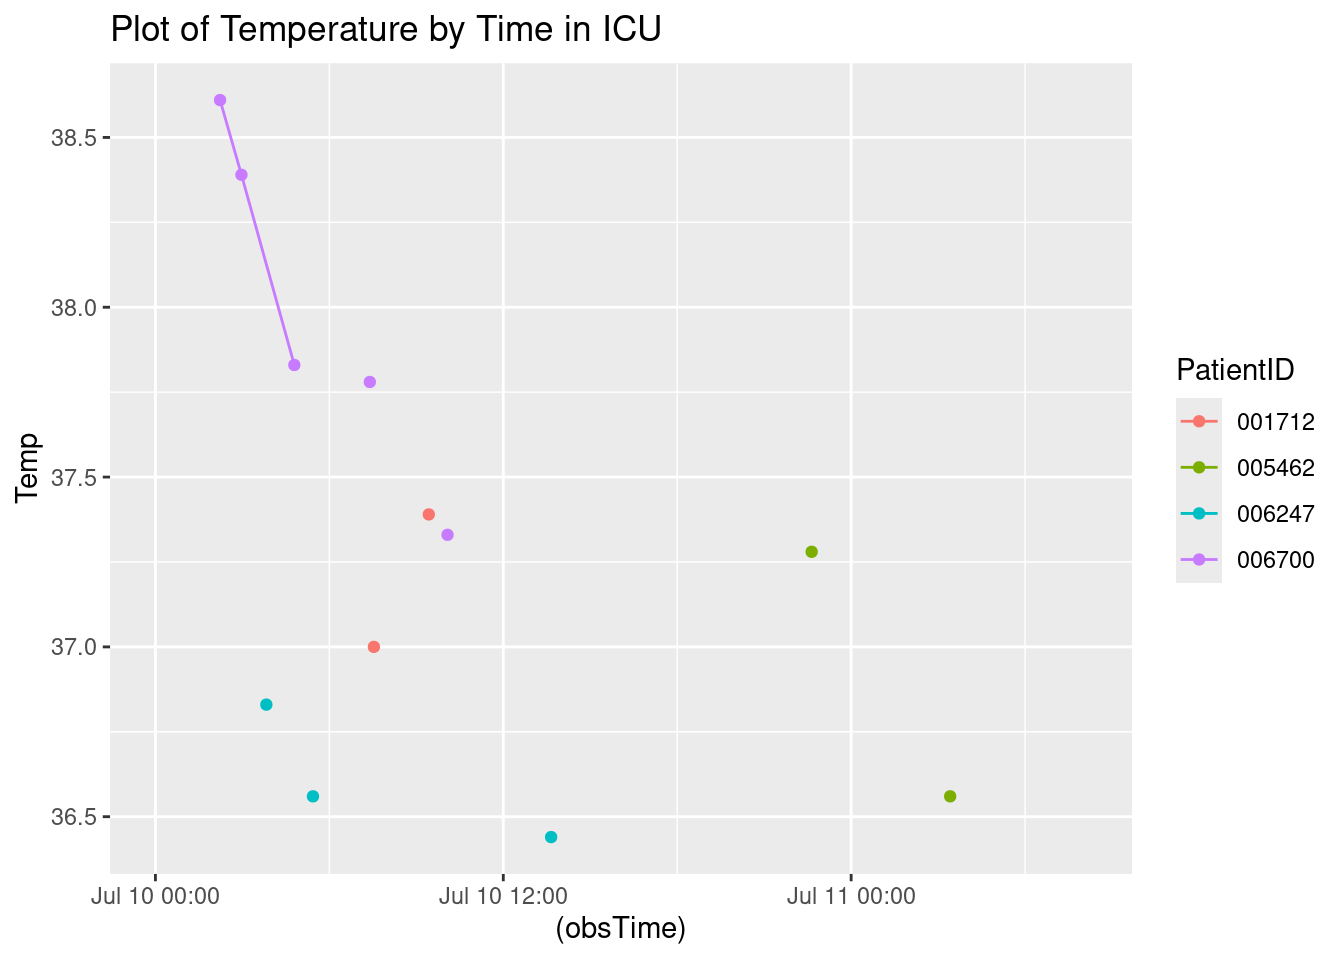 Plot of Temperature by Time in ICU
38.5
38.0
37.5
37.0
36.5
Temp
Jul 10 00:00
Jul 10 12:00
Jul 11 00:00
(obsTime)
PatientID
001712
005462
006247
006700